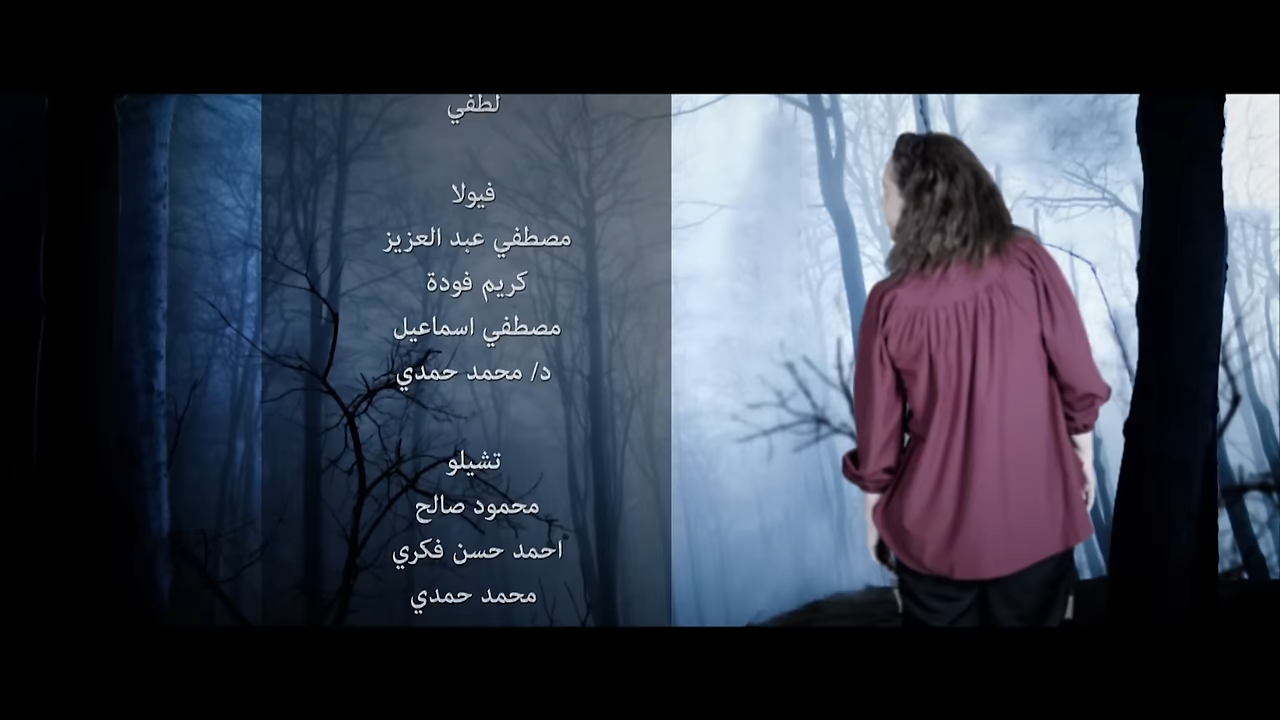 لطفي
فيولا
مصطفي عبد العزيز
كريم فودة
مصطفي اسماعيل
د/ محمد حمدي
تشيلو
محمود صالح
احمد حسن فكري
محمد حمدي